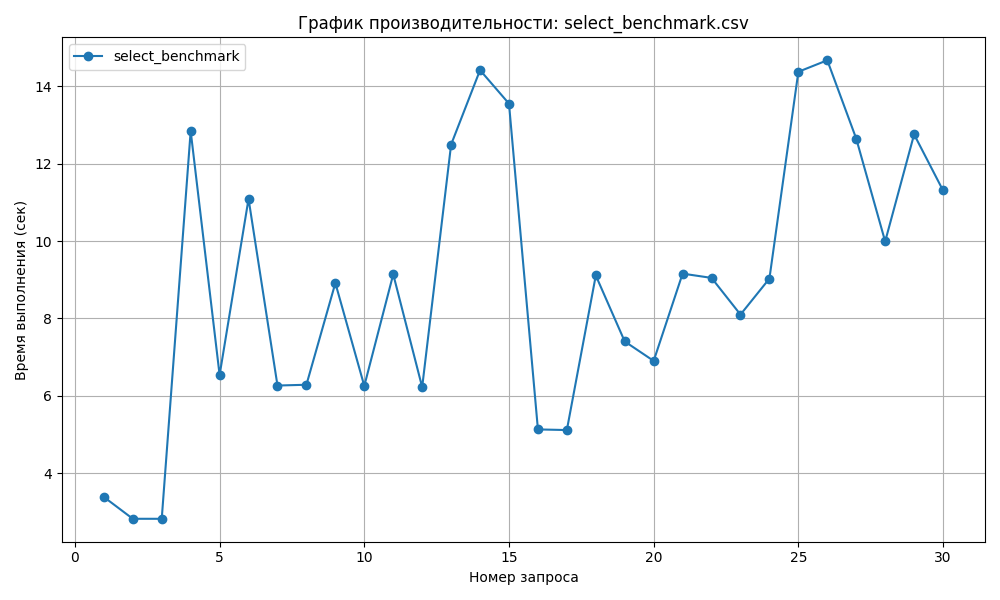 График производительности: select_benchmark.csv
select_benchmark
Время выполнения (сек)
14
12
10
8
6
4
0 5 10 15 20 25 30
Номер запроса